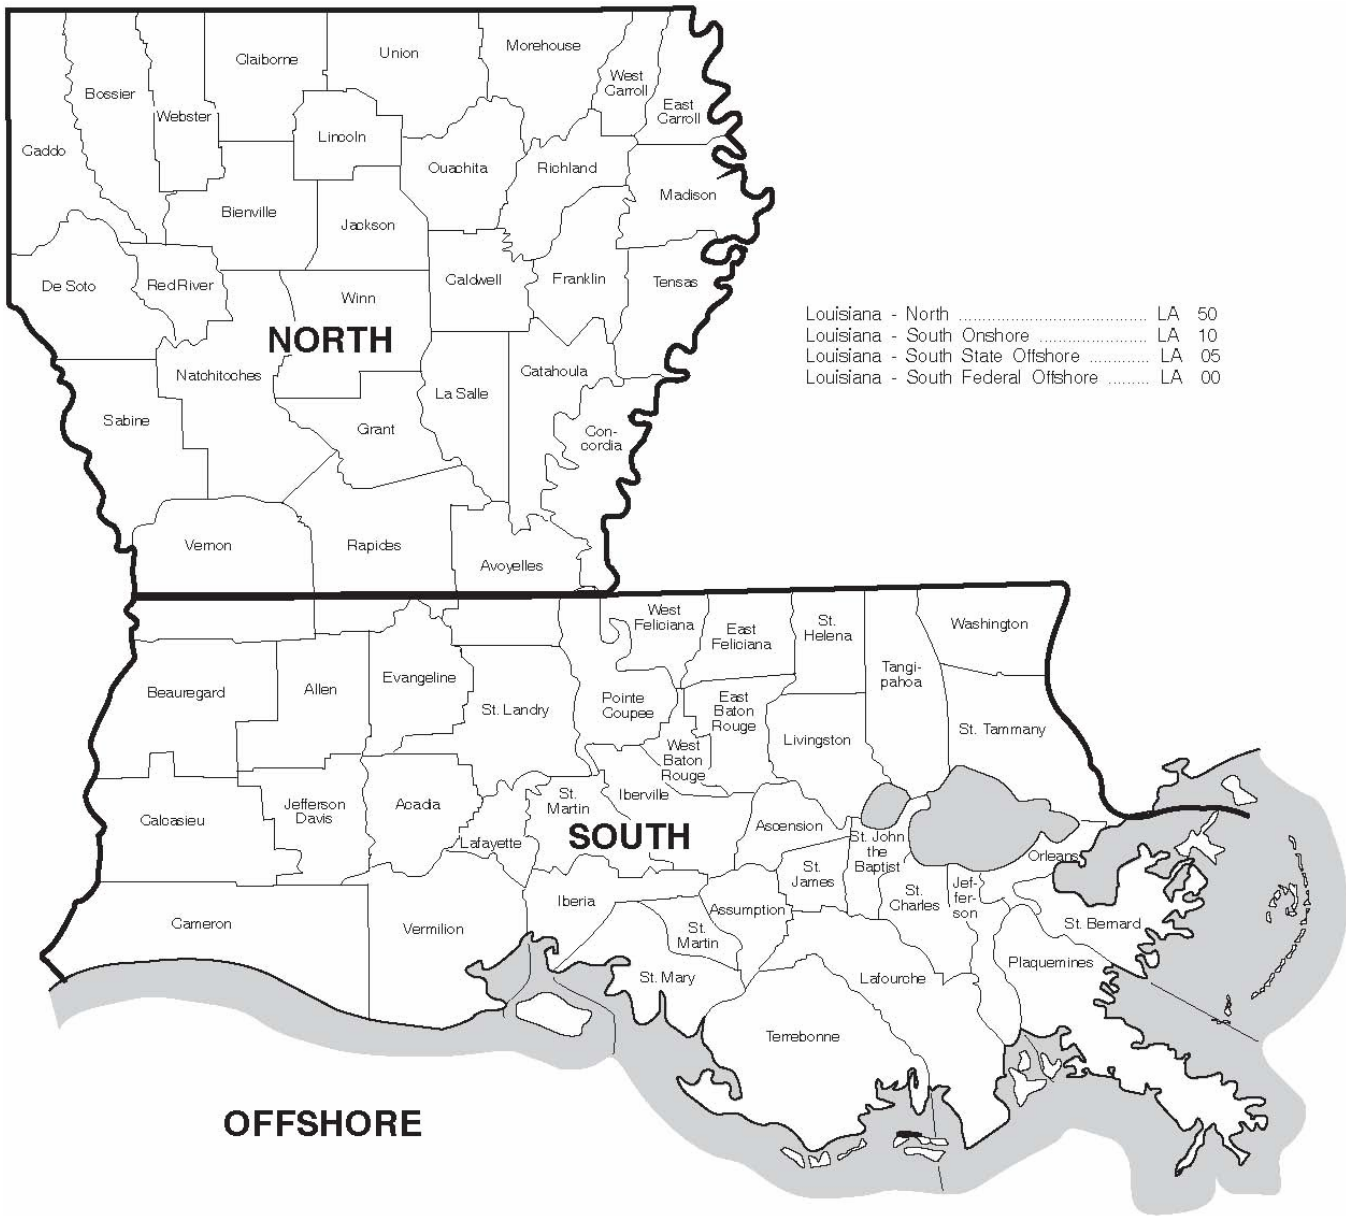 Claiborne
Union
Morehouse
West
Carroll
Bossier
Webster
East
Carroll
Lincoln
Caddo
Ouachita
Richland
Madison
Bienville
Jackson
De Soto
Red River
Winn
Caldwell
Franklin
Tensas
NORTH
Natchitoches
La Salle
Catahoula
Sabine
Grant
Con-
cordia
Vernon
Rapides
Avoyelles
Louisiana - North ..................................... LA 50
Louisiana - South Onshore ...................... LA 10
Louisiana - South State Offshore ............ LA 05
Louisiana - South Federal Offshore ........ LA 00
West
Feliciana
East
Feliciana
St.
Helena
Washington
Tangi-
pahoa
Beauregard
Allen
Evangeline
St. Landry
Pointe
Coupee
East
Baton
Rouge
West
Baton
Rouge
Livingston
St. Tammany
Calcasieu
Jefferson
Davis
Acadia
Lafayette
St.
Martin
Iberville
SOUTH
Ascension
St. John
the
Baptist
Orleans
St.
James
St.
Charles
Jef-
fer-
son
St. Bernard
Cameron
Vermilion
Iberia
Assumption
St.
Martin
St. Mary
Lafourche
Plaquemines
Terrebonne
OFFSHORE